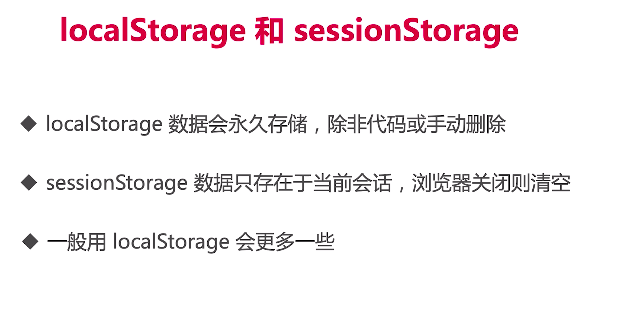 localStorage 和 sessionStorage
◆ localStorage 数据会永久存储，除非代码或手动删除
◆ sessionStorage 数据只存在于当前会话，浏览器关闭则清空
◆ 一般用 localStorage 会更多一些